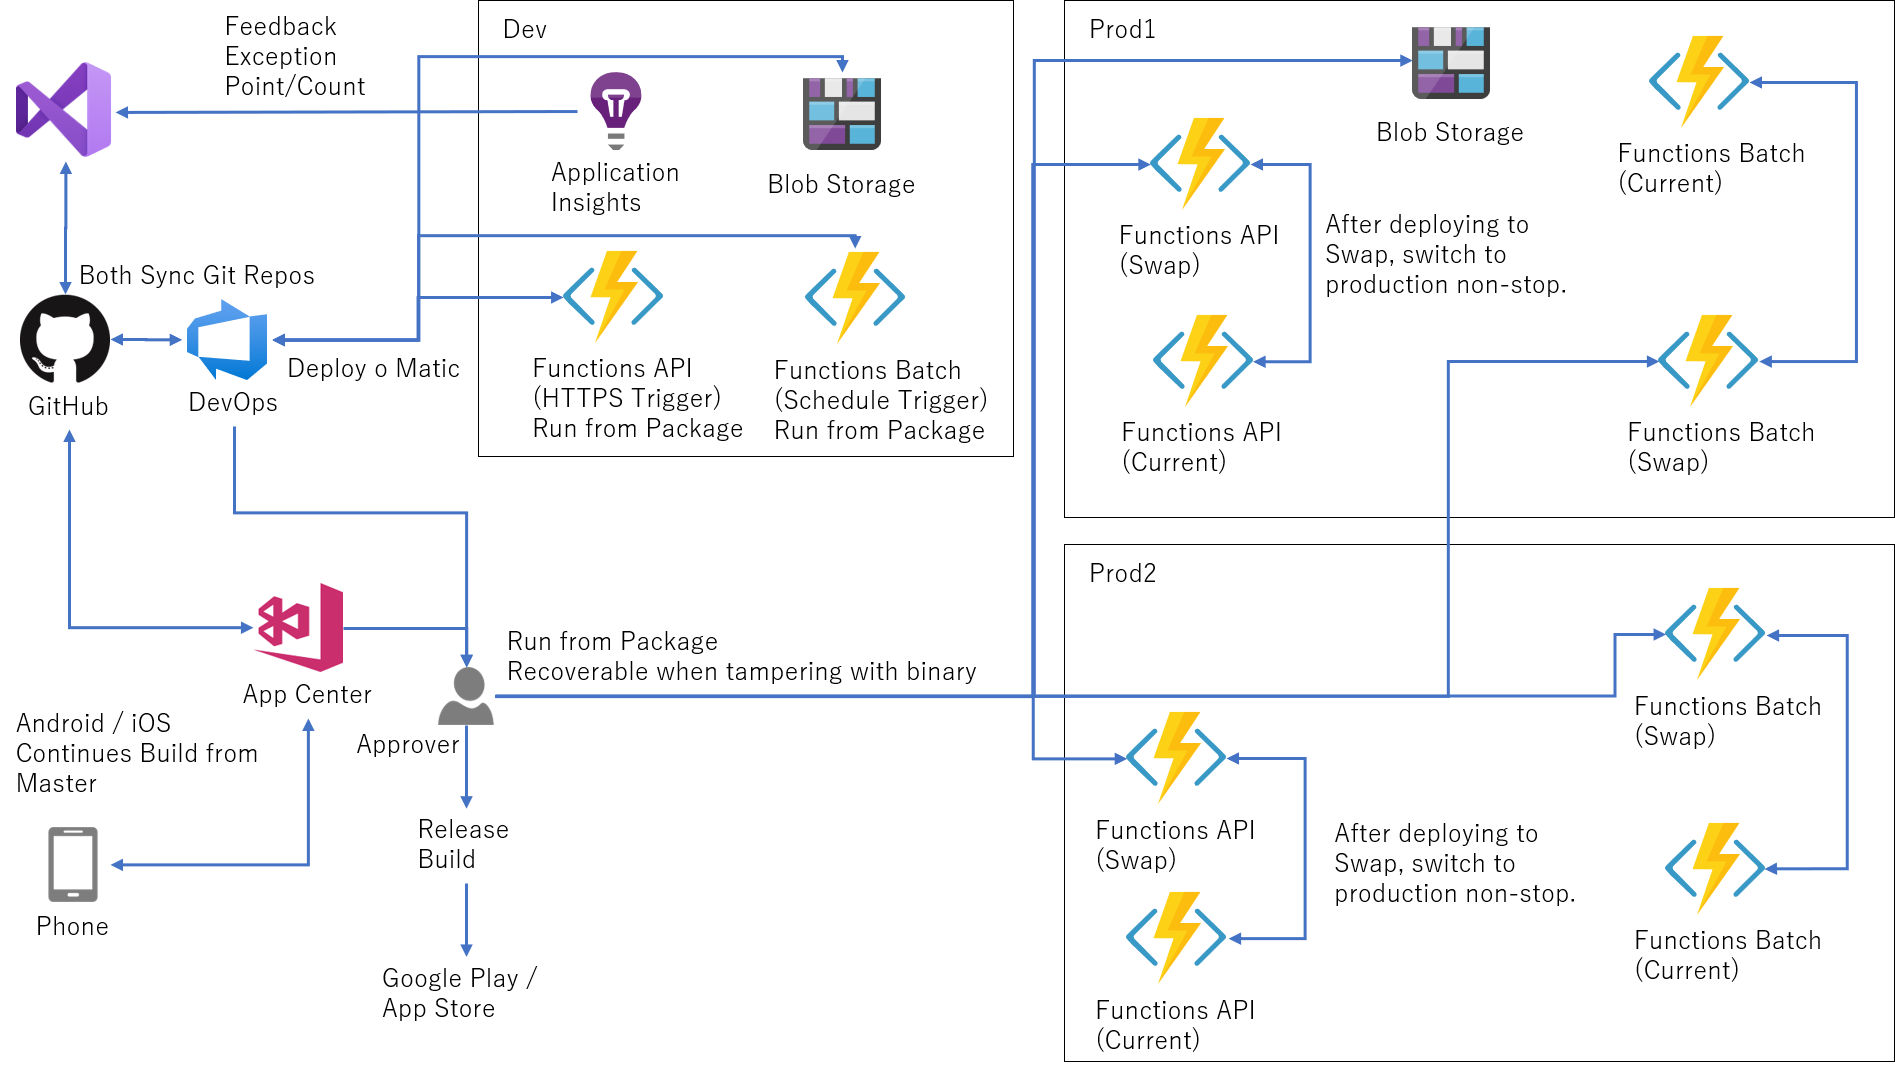 Feedback
Exception
Point/Count
Dev
Application
Insights
Blob Storage
Both Sync Git Repos
GitHub
DevOps
Deploy o Matic
Functions API
(HTTPS Trigger)
Run from Package
Functions Batch
(Schedule Trigger)
Run from Package
Prod1
Blob Storage
Functions Batch
(Current)
Functions API
(Swap)
After deploying to
Swap, switch to
production non-stop.
Functions API
(Current)
Functions Batch
(Swap)
App Center
Android / iOS
Continues Build from
Master
Phone
Run from Package
Recoverable when tampering with binary
Approver
Release
Build
Google Play /
App Store
Prod2
Functions Batch
(Swap)
Functions API
(Swap)
After deploying to
Swap, switch to
production non-stop.
Functions API
(Current)
Functions Batch
(Current)